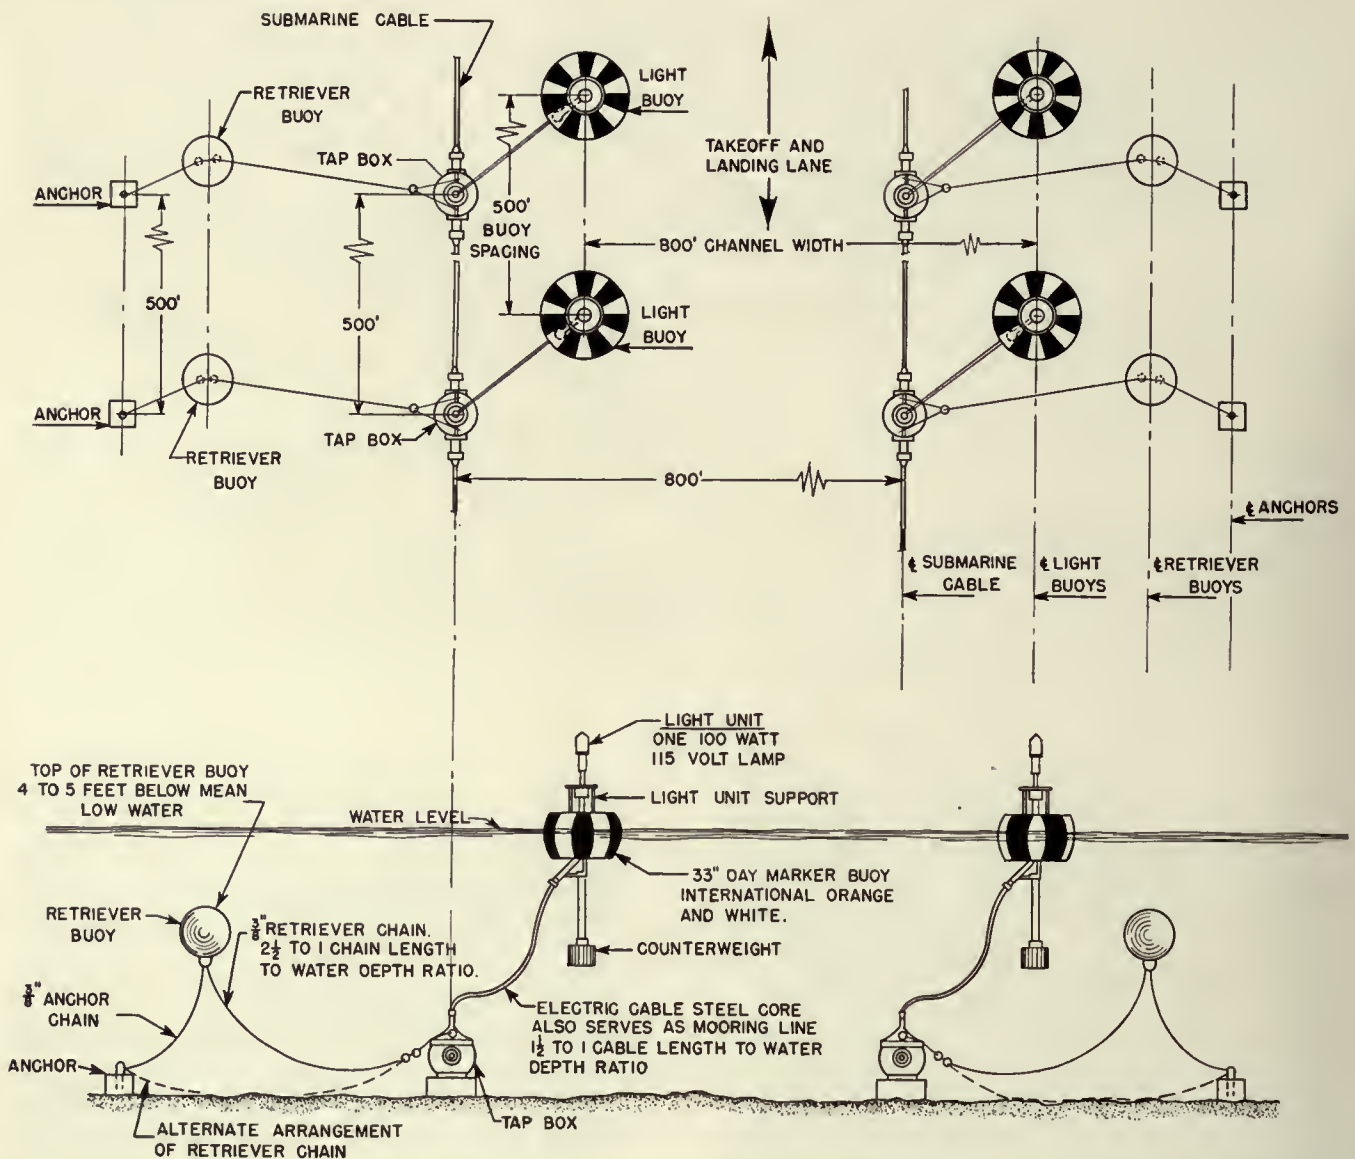 SUBMARINE CABLE
RETRIEVER
BUOY
LIGHT
BUOY
TAP BOX
TAKEOFF AND
LANDING LANE
ANCHOR
500'
BUOY
SPACING
800' CHANNEL WIDTH
500'
500'
LIGHT
BUOY
ANCHOR
TAP BOX
RETRIEVER
BUOY
800'
℄ ANCHORS
℄ SUBMARINE
CABLE
℄ LIGHT
BUOYS
℄ RETRIEVER
BUOYS
LIGHT UNIT
ONE 100 WATT
115 VOLT LAMP
TOP OF RETRIEVER BUOY
4 TO 5 FEET BELOW MEAN
LOW WATER
LIGHT UNIT SUPPORT
WATER LEVEL
33" DAY MARKER BUOY
INTERNATIONAL ORANGE
AND WHITE.
RETRIEVER
BUOY
3/8" RETRIEVER CHAIN.
2 1/2 TO 1 CHAIN LENGTH
TO WATER DEPTH RATIO.
COUNTERWEIGHT
3/8" ANCHOR
CHAIN
ELECTRIC CABLE STEEL CORE
ALSO SERVES AS MOORING LINE
1 1/2 TO 1 CABLE LENGTH TO WATER
DEPTH RATIO
ANCHOR
TAP BOX
ALTERNATE ARRANGEMENT
OF RETRIEVER CHAIN